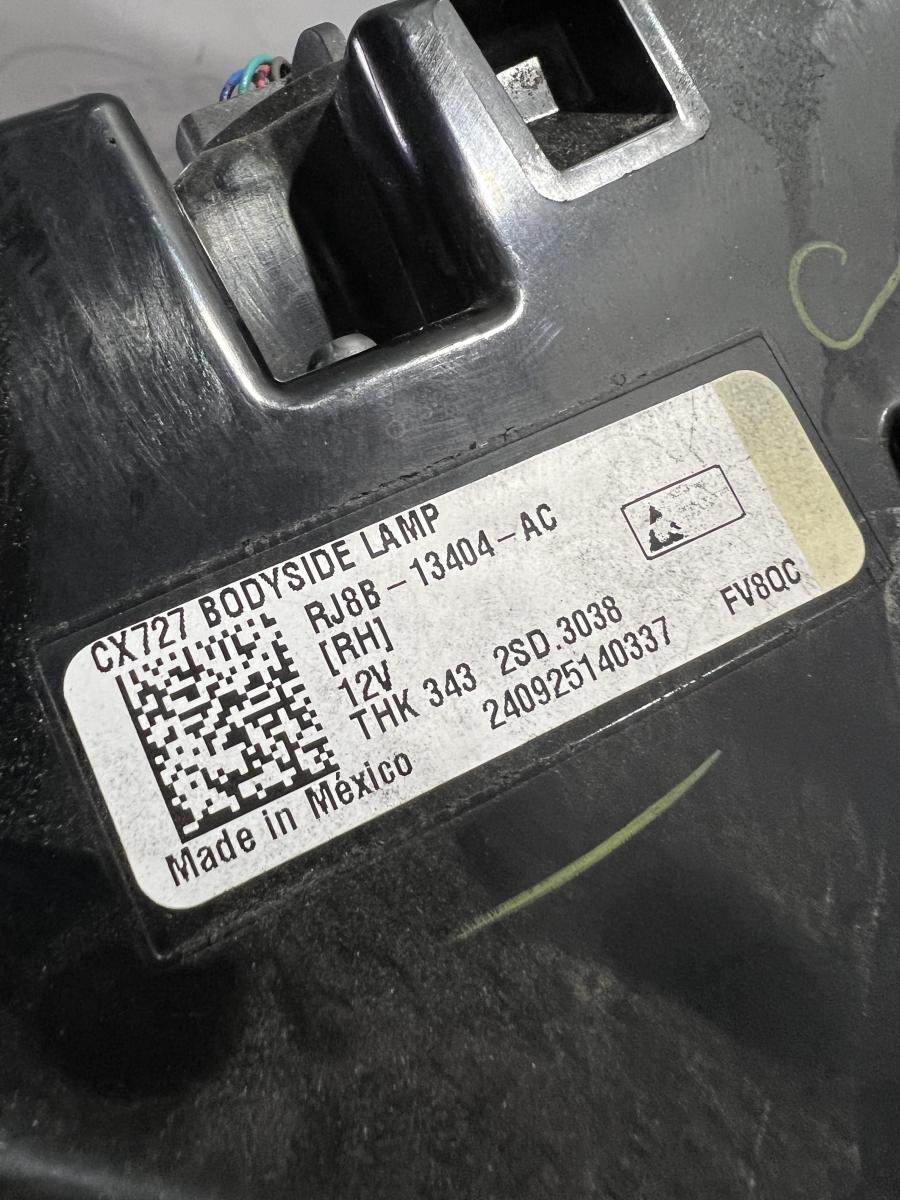 CX727 BODYSIDE LAMP
RJ8B-13404-AC
[RH]
12V
THK 343 2SD.3038
240925140337
FV8QC
Made in México